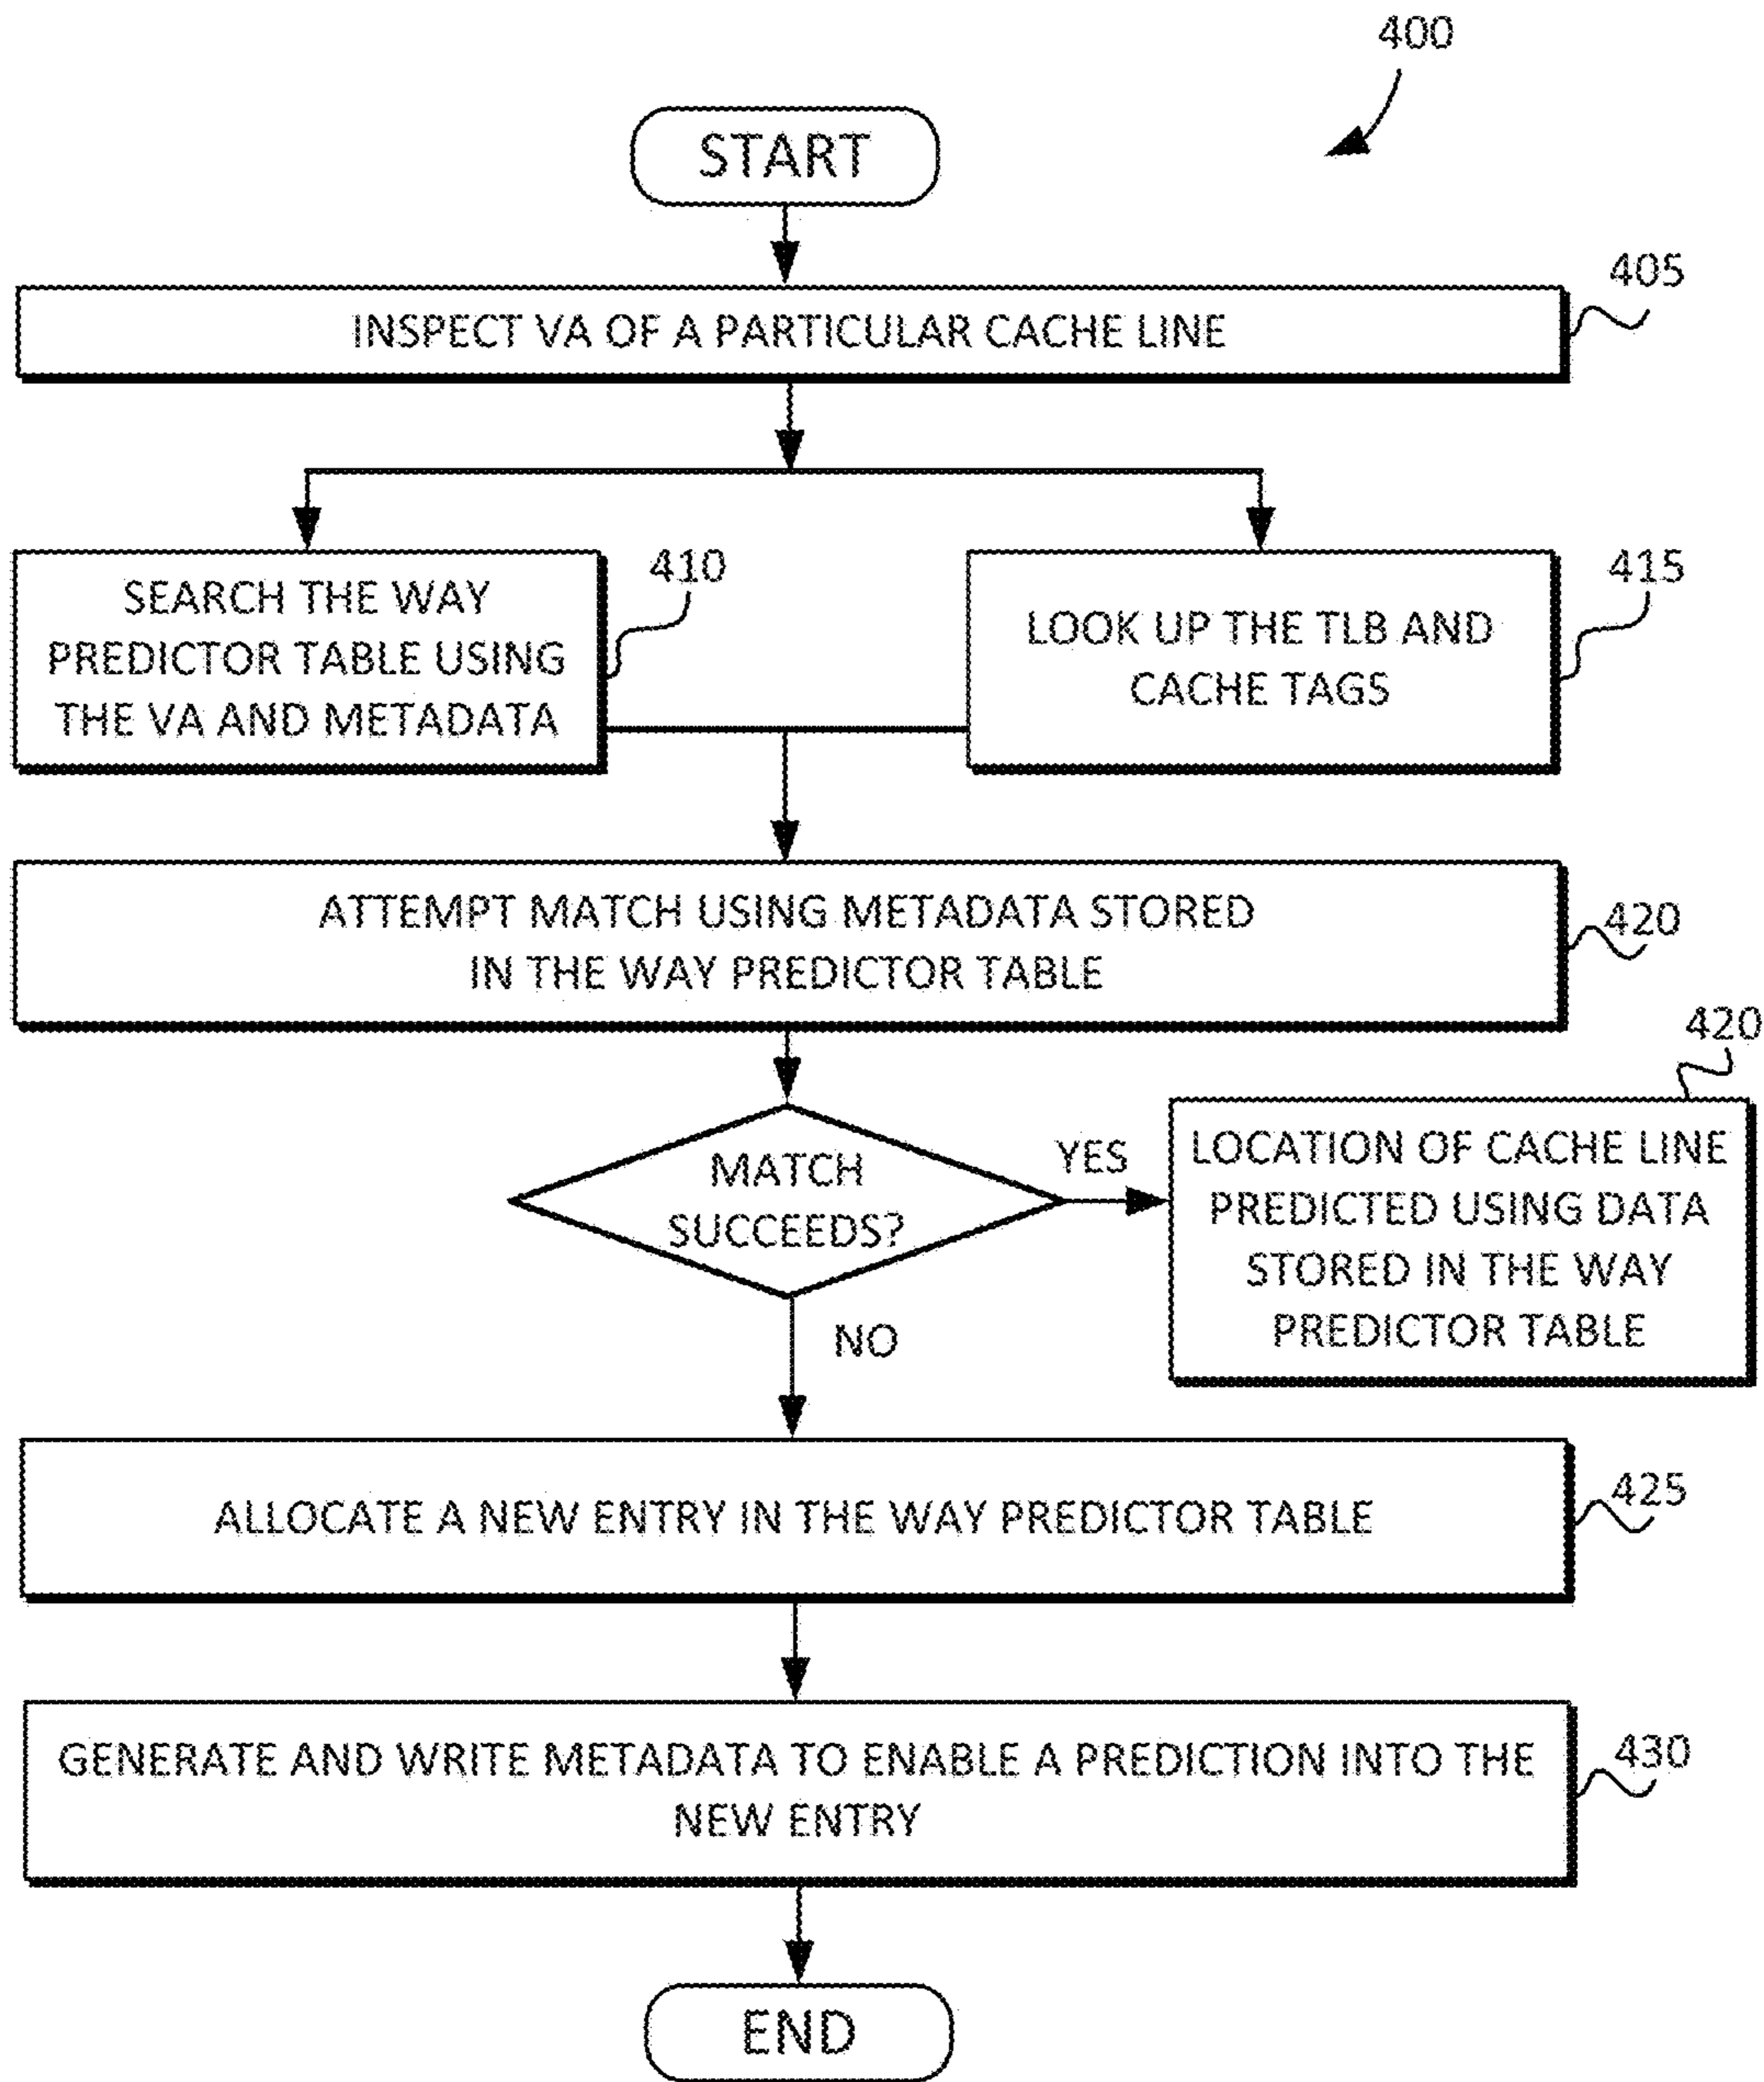 400
START
405
INSPECT VA OF A PARTICULAR CACHE LINE
410
SEARCH THE WAY
PREDICTOR TABLE USING
THE VA AND METADATA
415
LOOK UP THE TLB AND
CACHE TAGS
ATTEMPT MATCH USING METADATA STORED
IN THE WAY PREDICTOR TABLE
420
MATCH
SUCCEEDS?
YES
420
LOCATION OF CACHE LINE
PREDICTED USING DATA
STORED IN THE WAY
PREDICTOR TABLE
NO
ALLOCATE A NEW ENTRY IN THE WAY PREDICTOR TABLE
425
GENERATE AND WRITE METADATA TO ENABLE A PREDICTION INTO THE
NEW ENTRY
430
END